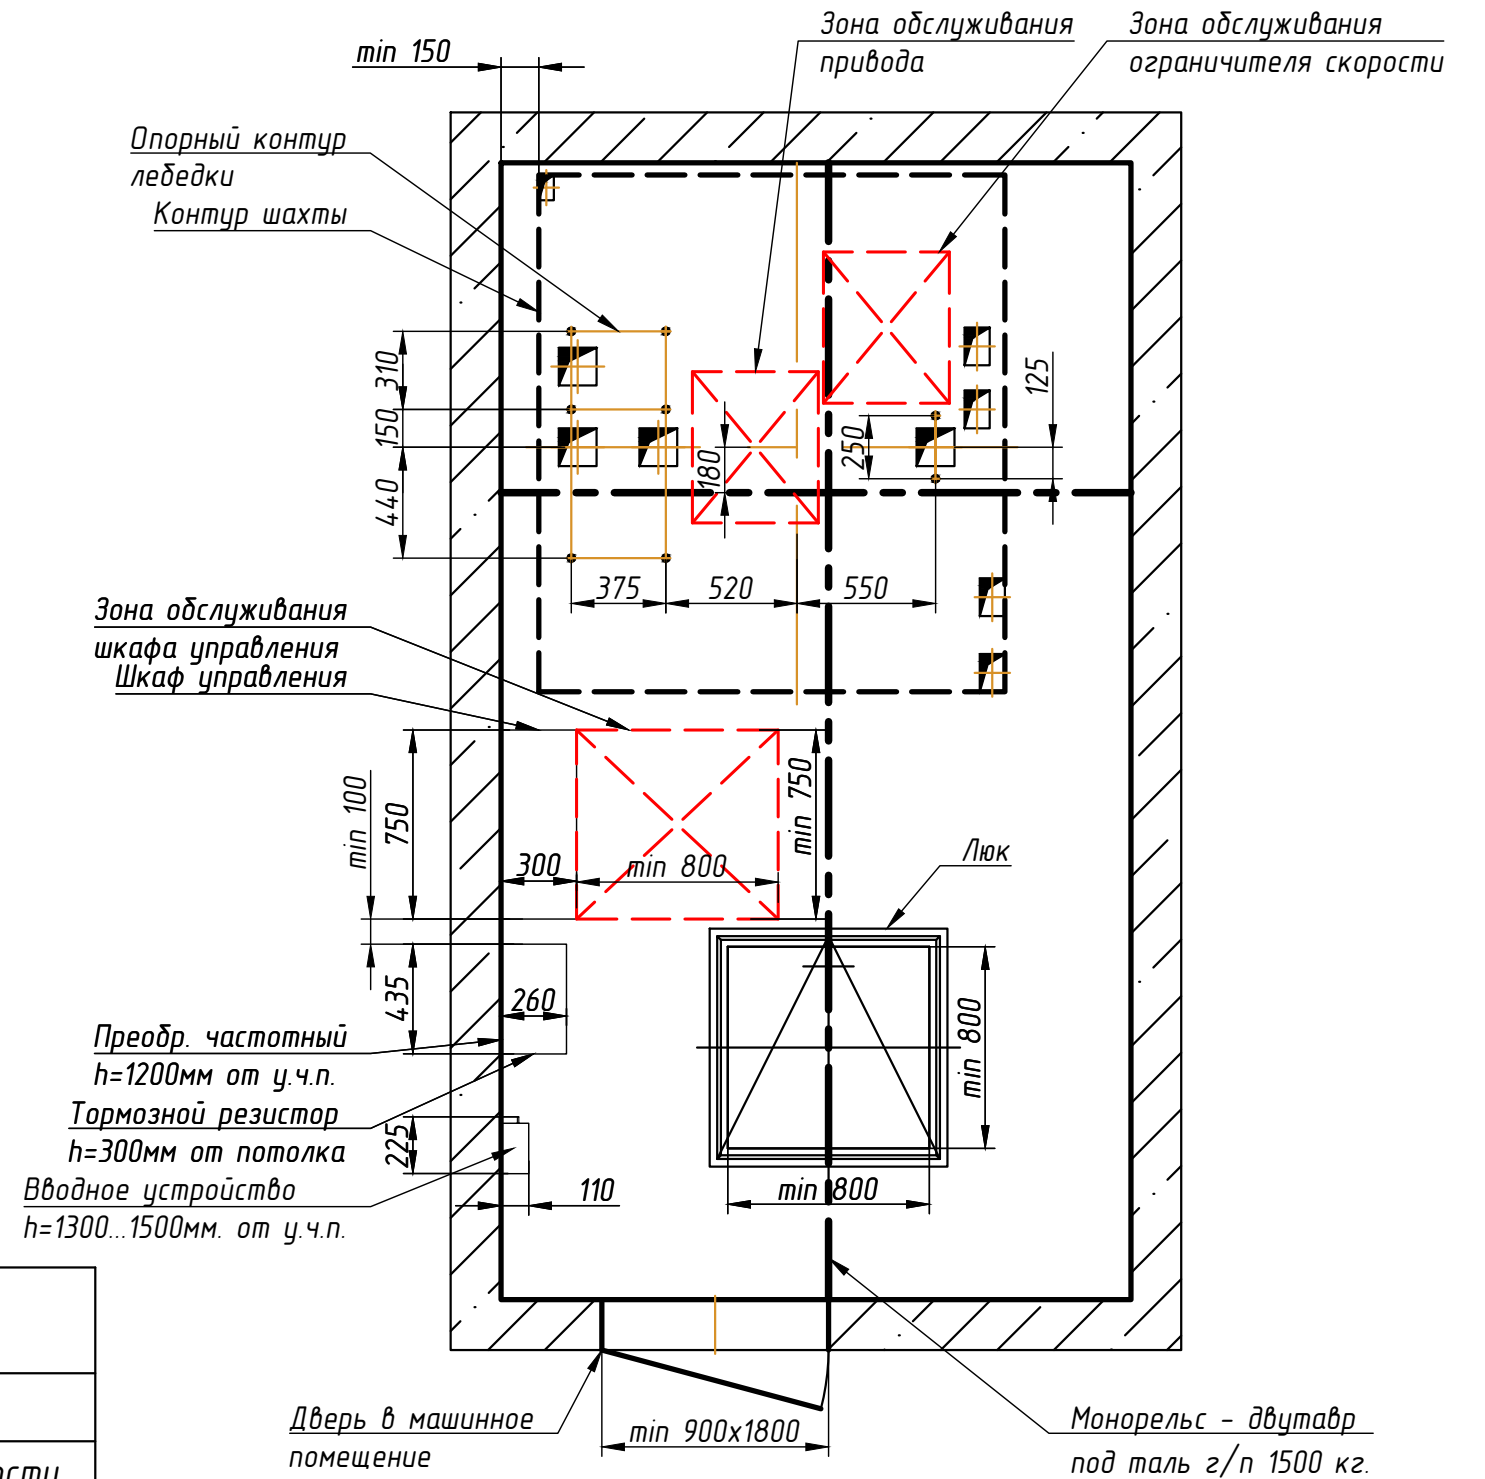 Зона обслуживания
привода
Зона обслуживания
ограничителя скорости
min 150
Опорный контур
лебедки
Контур шахты
310
150
440
180
250
125
375
520
550
Зона обслуживания
шкафа управления
Шкаф управления
min 100
750
300
min 800
min 750
Люк
435
260
min 800
Преобр. частотный
h=1200мм от у.ч.п.
Тормозной резистор
h=300мм от потолка
225
Вводное устройство
h=1300...1500мм. от у.ч.п.
110
min 800
Дверь в машинное
помещение
min 900x1800
Монорельс - двутавр
под таль г/п 1500 кг.